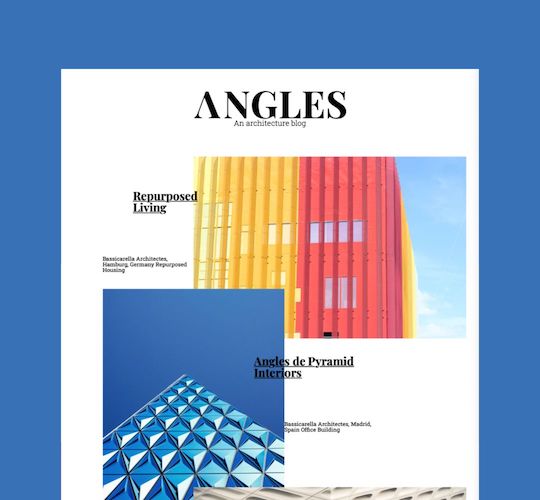 ANGLES
An architecture blog
Repurposed
Living
Bassicarella Architectes,
Hamburg, Germany Repurposed
Housing
Angles de Pyramid
Interiors
Bassicarella Architectes, Madrid,
Spain Office Building